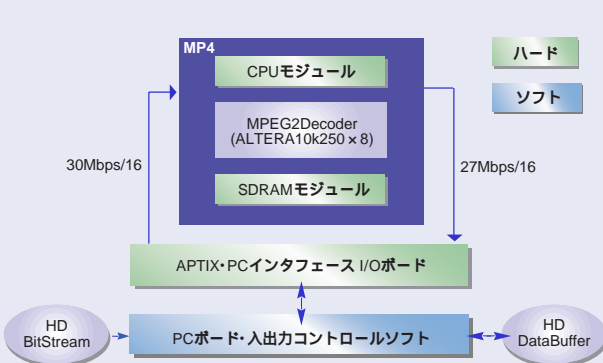 MP4
CPUモジュール
ハード
ソフト
MPEG2Decoder
(ALTERA10k250×8)
30Mbps/16
27Mbps/16
SDRAMモジュール
APTIX・PCインタフェース I/Oボード
HD
BitStream
PCボード・入出力コントロールソフト
HD
DataBuffer